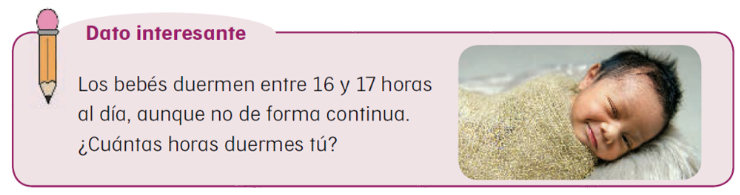 Dato interesante
Los bebés duermen entre 16 y 17 horas
al día, aunque no de forma continua.
¿Cuántas horas duermes tú?